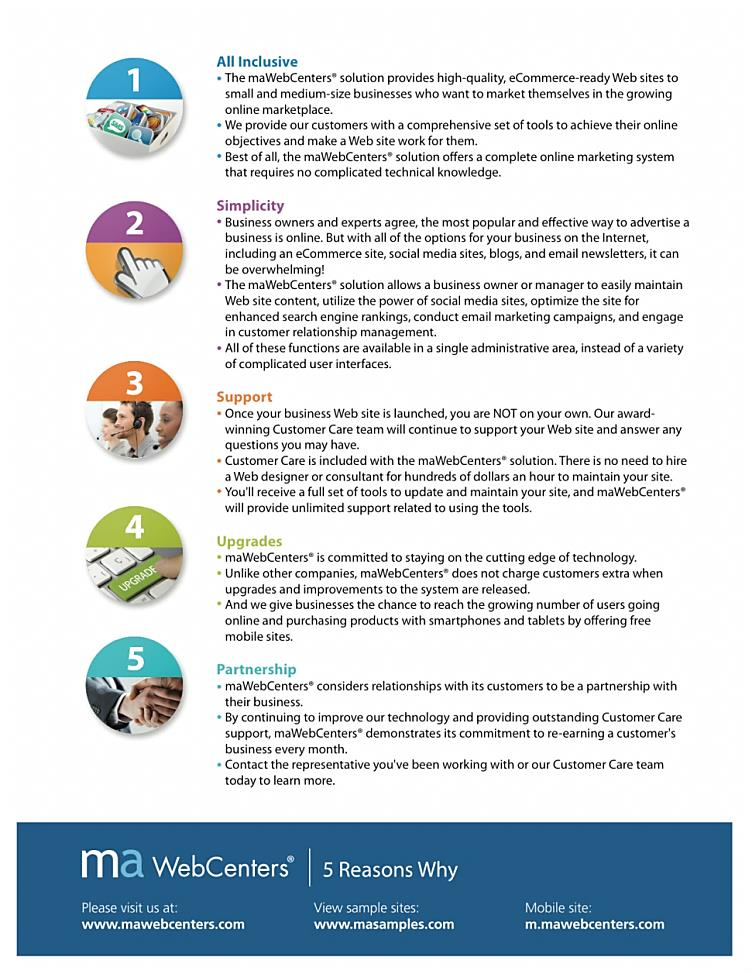 1
All Inclusive
• The maWebCenters® solution provides high-quality, eCommerce-ready Web sites to
small and medium-size businesses who want to market themselves in the growing
online marketplace.
• We provide our customers with a comprehensive set of tools to achieve their online
objectives and make a Web site work for them.
• Best of all, the maWebCenters® solution offers a complete online marketing system
that requires no complicated technical knowledge.
2
Simplicity
• Business owners and experts agree, the most popular and effective way to advertise a
business is online. But with all of the options for your business on the Internet,
including an eCommerce site, social media sites, blogs, and email newsletters, it can
be overwhelming!
• The maWebCenters® solution allows a business owner or manager to easily maintain
Web site content, utilize the power of social media sites, optimize the site for
enhanced search engine rankings, conduct email marketing campaigns, and engage
in customer relationship management.
• All of these functions are available in a single administrative area, instead of a variety
of complicated user interfaces.
3
Support
• Once your business Web site is launched, you are NOT on your own. Our award-
winning Customer Care team will continue to support your Web site and answer any
questions you may have.
• Customer Care is included with the maWebCenters® solution. There is no need to hire
a Web designer or consultant for hundreds of dollars an hour to maintain your site.
• You'll receive a full set of tools to update and maintain your site, and maWebCenters®
will provide unlimited support related to using the tools.
4
UPGRADE
Upgrades
• maWebCenters® is committed to staying on the cutting edge of technology.
• Unlike other companies, maWebCenters® does not charge customers extra when
upgrades and improvements to the system are released.
• And we give businesses the chance to reach the growing number of users going
online and purchasing products with smartphones and tablets by offering free
mobile sites.
5
Partnership
• maWebCenters® considers relationships with its customers to be a partnership with
their business.
• By continuing to improve our technology and providing outstanding Customer Care
support, maWebCenters® demonstrates its commitment to re-earning a customer's
business every month.
• Contact the representative you've been working with or our Customer Care team
today to learn more.
ma WebCenters® | 5 Reasons Why
Please visit us at:
www.mawebcenters.com
View sample sites:
www.masamples.com
Mobile site:
m.mawebcenters.com